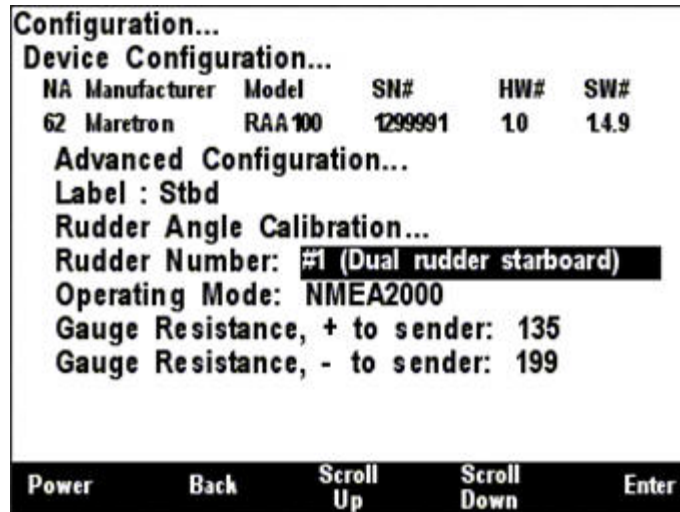 Configuration...
Device Configuration...
NA Manufacturer Model SN# HW# SW#
62 Maretron RAA100 1299991 1.0 1.4.9
Advanced Configuration...
Label : Stbd
Rudder Angle Calibration...
Rudder Number: #1 (Dual rudder starboard)
Operating Mode: NMEA2000
Gauge Resistance, + to sender: 135
Gauge Resistance, - to sender: 199
Power Back Scroll Up Scroll Down Enter